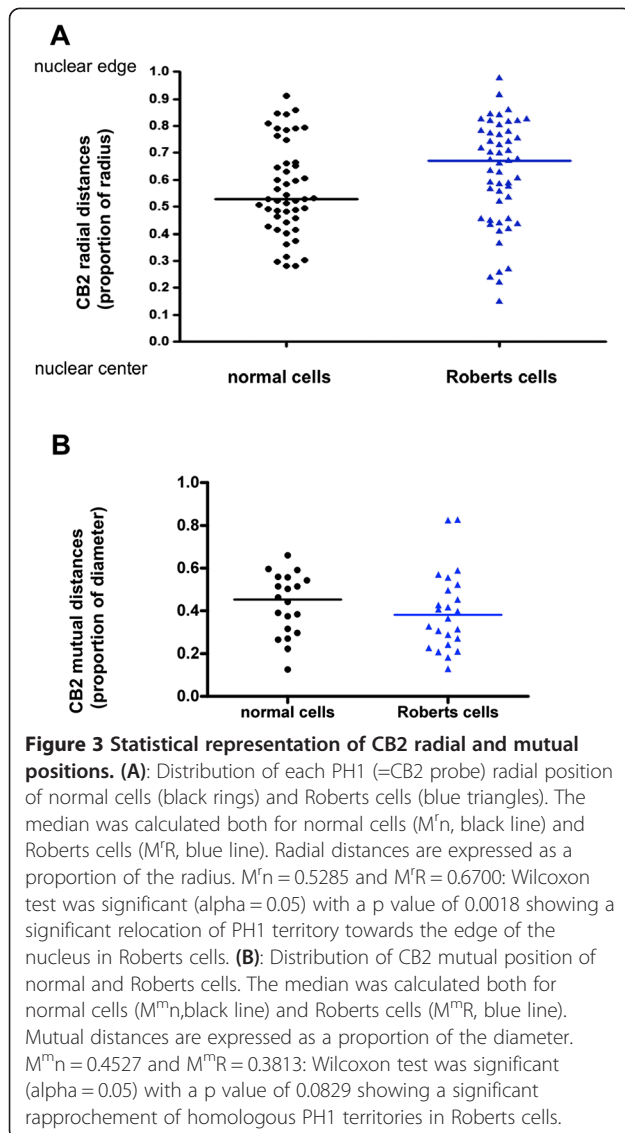 A
nuclear edge
CB2 radial distances
(proportion of radius)
1.0
0.9
0.8
0.7
0.6
0.5
0.4
0.3
0.2
0.1
0.0
nuclear center
normal cells
Roberts cells
B
CB2 mutual distances
(proportion of diameter)
1.0
0.8
0.6
0.4
0.2
0.0
normal cells
Roberts cells
Figure 3 Statistical representation of CB2 radial and mutual
positions. (A): Distribution of each PH1 (=CB2 probe) radial position
of normal cells (black rings) and Roberts cells (blue triangles). The
median was calculated both for normal cells (Mʳn, black line) and
Roberts cells (MʳR, blue line). Radial distances are expressed as a
proportion of the radius. Mʳn = 0.5285 and MʳR = 0.6700: Wilcoxon
test was significant (alpha = 0.05) with a p value of 0.0018 showing a
significant relocation of PH1 territory towards the edge of the
nucleus in Roberts cells. (B): Distribution of CB2 mutual position of
normal and Roberts cells. The median was calculated both for
normal cells (Mᵐn,black line) and Roberts cells (MᵐR, blue line).
Mutual distances are expressed as a proportion of the diameter.
Mᵐn = 0.4527 and MᵐR = 0.3813: Wilcoxon test was significant
(alpha = 0.05) with a p value of 0.0829 showing a significant
rapprochement of homologous PH1 territories in Roberts cells.